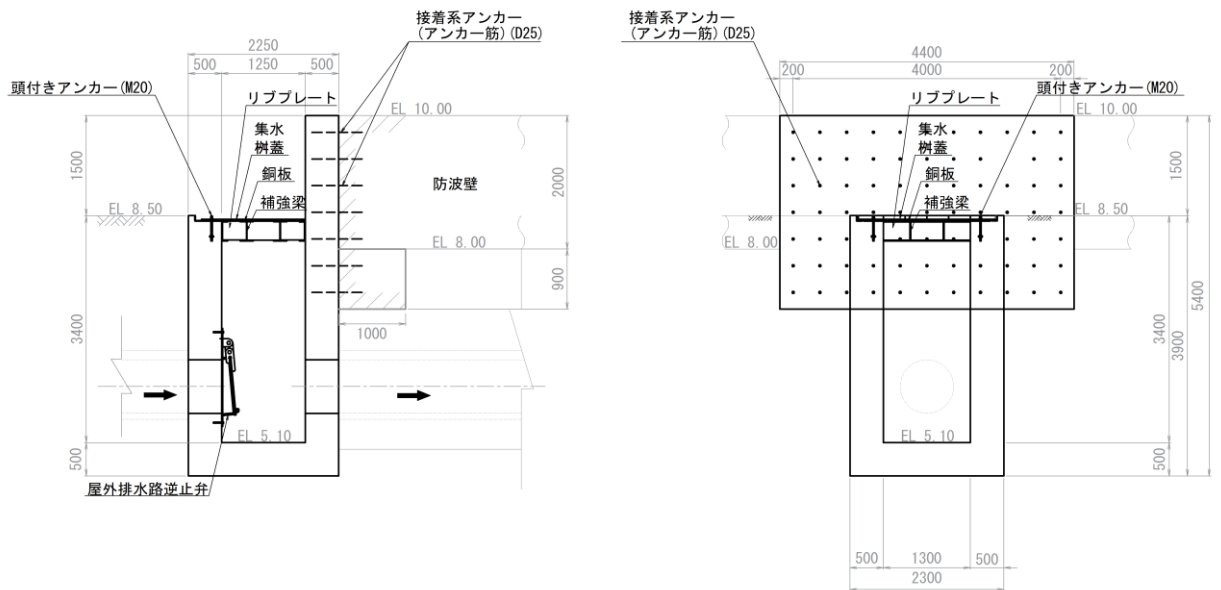 接着系アンカー
(アンカー筋)(D25)
2250
500
1250
500
頭付きアンカー(M20)
リブプレート
EL 10.00
集水
桝蓋
銅板
補強梁
防波壁
1500
2000
EL 8.50
EL 8.00
900
1000
3400
EL 5.10
500
屋外排水路逆止弁
接着系アンカー
(アンカー筋)(D25)
4400
200
4000
200
頭付きアンカー(M20)
リブプレート
EL 10.00
集水
桝蓋
銅板
補強梁
1500
EL 8.50
EL 8.00
3400
3900
5400
EL 5.10
500
500
1300
500
2300